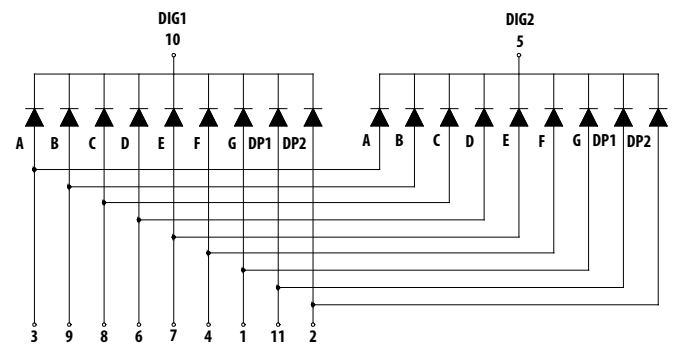 DIG1 DIG2
10 5
A B C D E F G DP1 DP2 A B C D E F G DP1 DP2
3 9 8 6 7 4 1 11 2